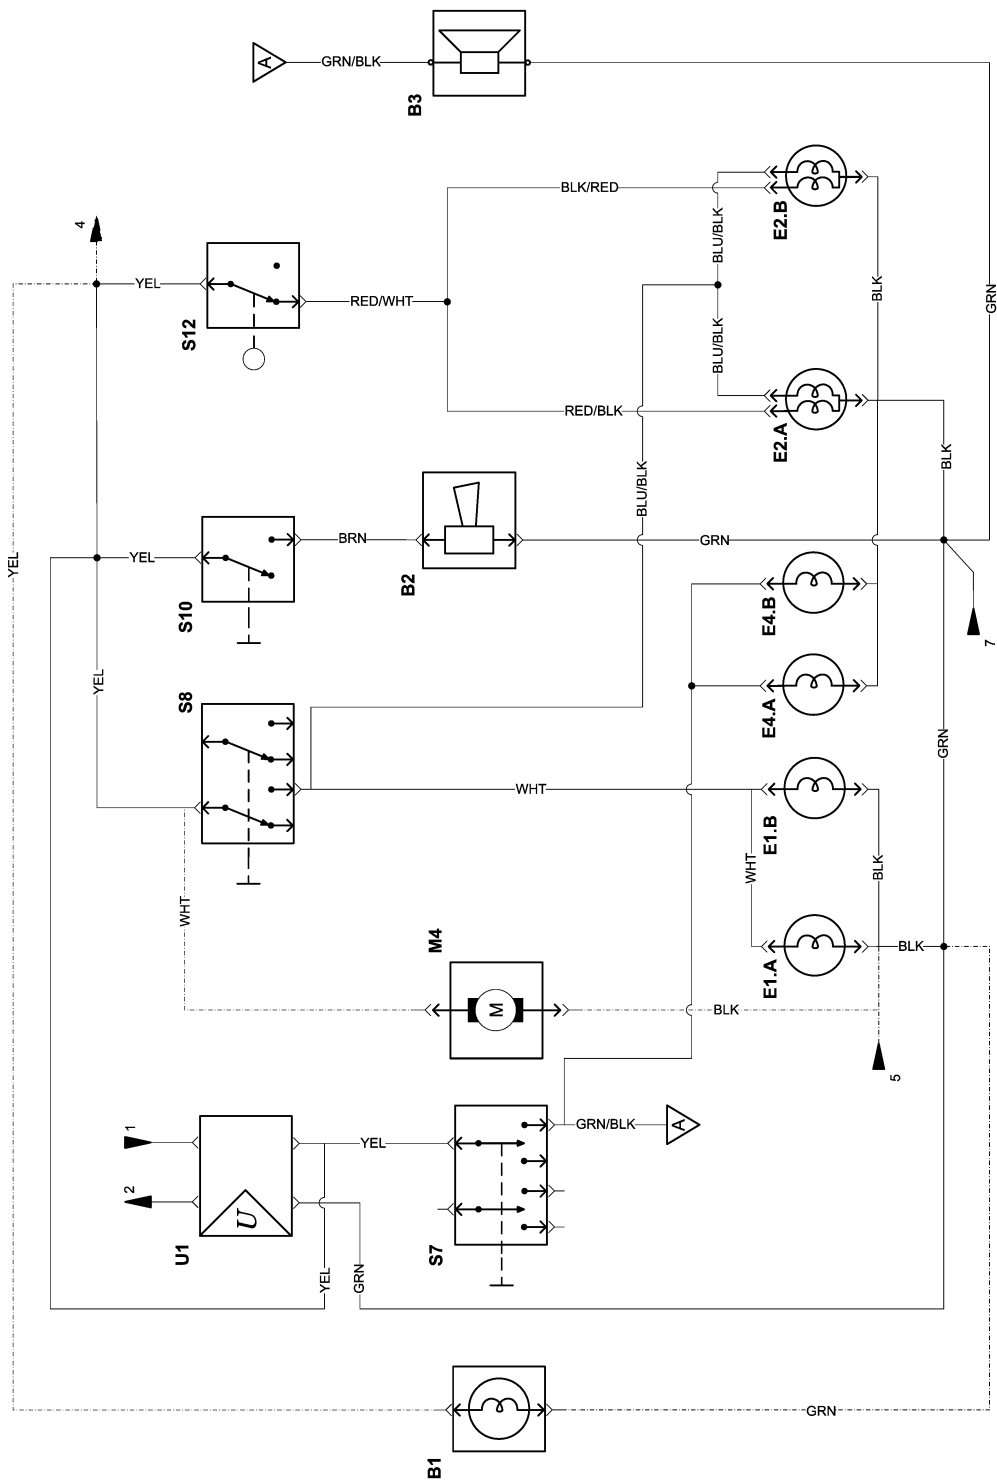 A
GRN/BLK
B3
4
YEL
S12
RED/WHT
BLK/RED
BLU/BLK
E2.B
BLK
GRN
BLU/BLK
RED/BLK
E2.A
BLK
BLU/BLK
YEL
YEL
S10
BRN
B2
GRN
E4.B
7
YEL
S8
E4.A
GRN
WHT
E1.B
WHT
BLK
WHT
M4
M
E1.A
BLK
BLK
5
1
2
U
U1
YEL
GRN/BLK
A
S7
YEL
GRN
B1
GRN